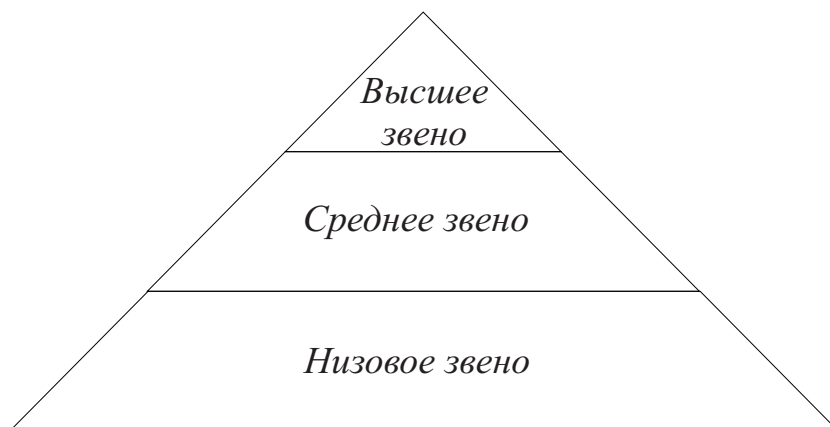 Высшее
звено
Среднее звено
Низовое звено